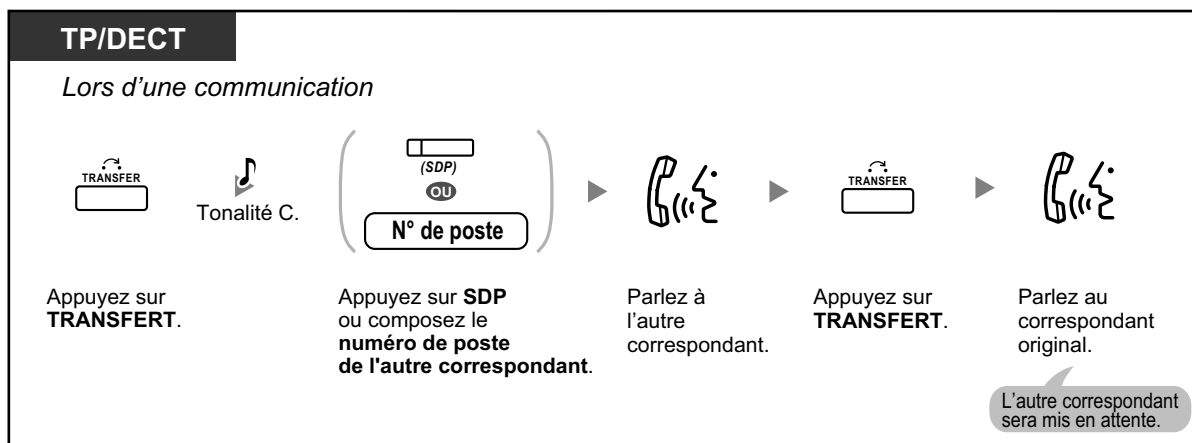 TP/DECT
Lors d’une communication
TRANSFER
Tonalité C.
(SDP)
OU
N° de poste
TRANSFER
Appuyez sur
TRANSFERT.
Appuyez sur SDP
ou composez le
numéro de poste
de l'autre correspondant.
Parlez à
l’autre
correspondant.
Appuyez sur
TRANSFERT.
Parlez au
correspondant
original.
L’autre correspondant
sera mis en attente.